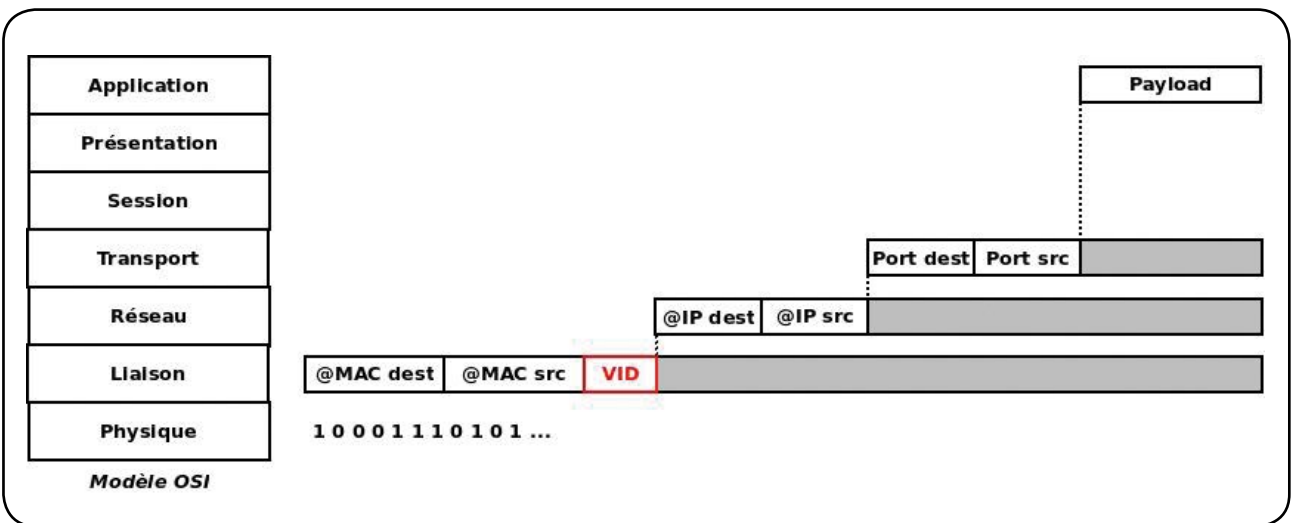 Application
Payload
Présentation
Session
Transport
Port dest
Port src
Réseau
@IP dest
@IP src
Liaison
@MAC dest
@MAC src
VID
Physique
1 0 0 0 1 1 1 0 1 0 1 ...
Modèle OSI